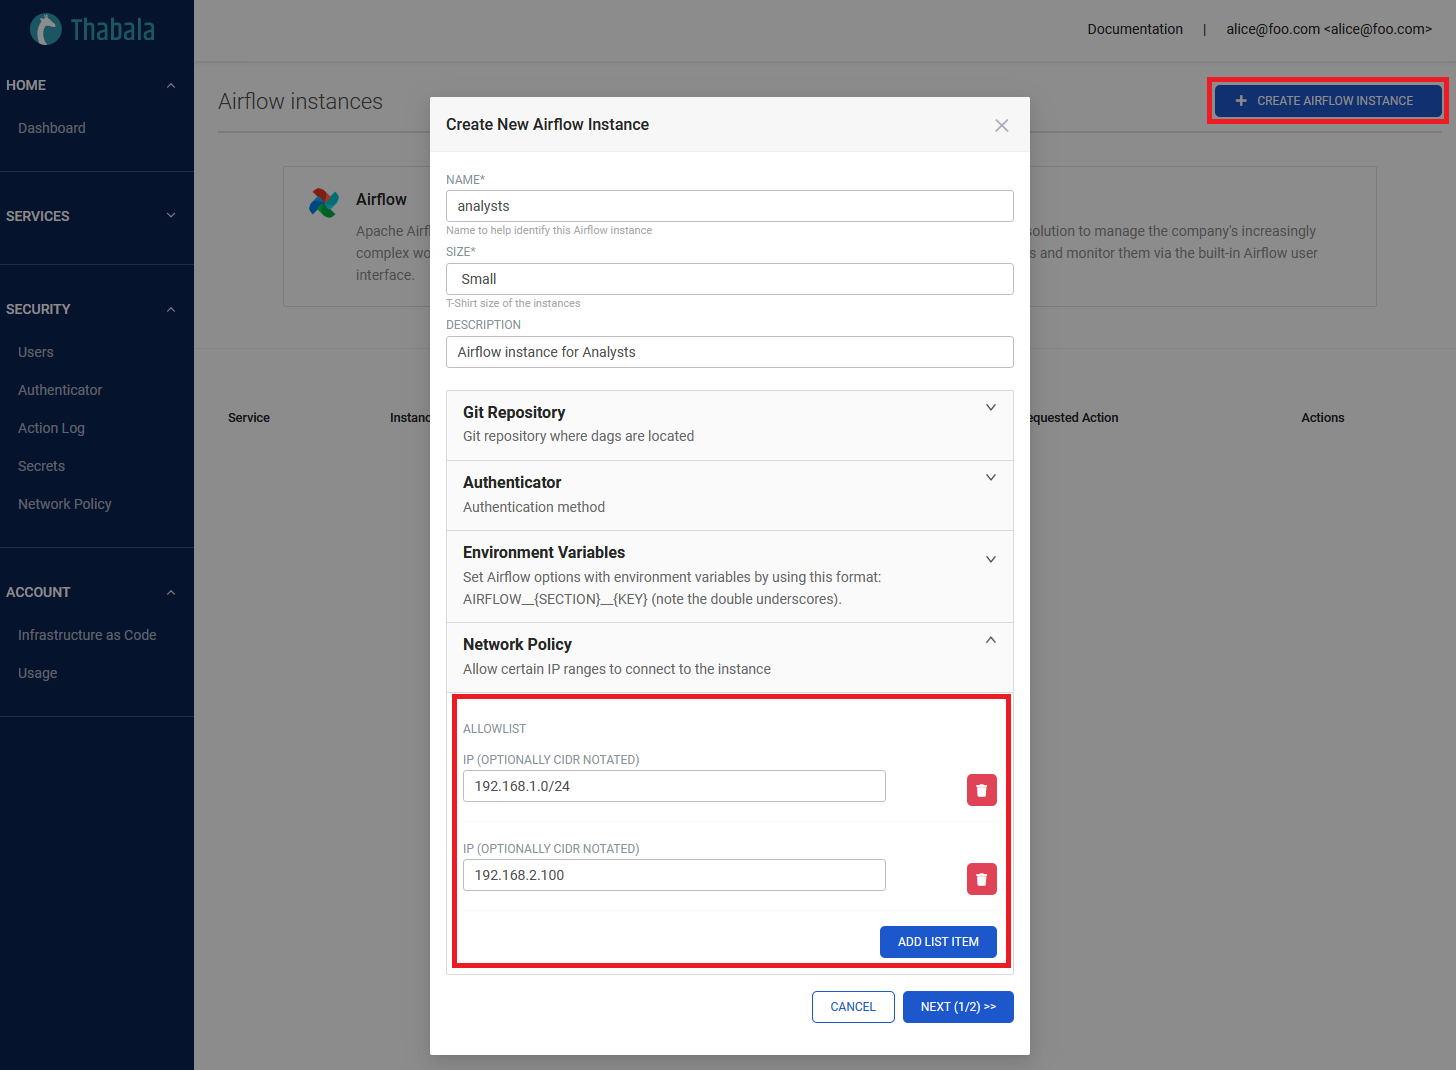 Thabala
Documentation | alice@foo.com <alice@foo.com>
HOME
Dashboard
SERVICES
SECURITY
Users
Authenticator
Action Log
Secrets
Network Policy
ACCOUNT
Infrastructure as Code
Usage
Airflow instances
CREATE AIRFLOW INSTANCE
Airflow
Apache Airf
olution to manage the company's increasingly
complex wo
s and monitor them via the built-in Airflow user
interface.
Service
Instanc
equested Action
Actions
Create New Airflow Instance
NAME*
analysts
Name to help identify this Airflow instance
SIZE*
Small
T-Shirt size of the instances
DESCRIPTION
Airflow instance for Analysts
Git Repository
Git repository where dags are located
Authenticator
Authentication method
Environment Variables
Set Airflow options with environment variables by using this format:
AIRFLOW__{SECTION}__{KEY} (note the double underscores).
Network Policy
Allow certain IP ranges to connect to the instance
ALLOWLIST
IP (OPTIONALLY CIDR NOTATED)
192.168.1.0/24
IP (OPTIONALLY CIDR NOTATED)
192.168.2.100
ADD LIST ITEM
CANCEL
NEXT (1/2) >>